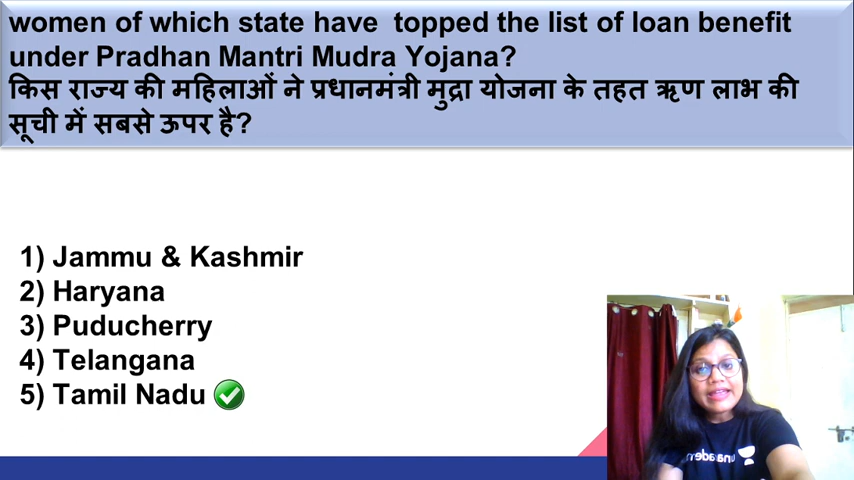 women of which state have topped the list of loan benefit
under Pradhan Mantri Mudra Yojana?
किस राज्य की महिलाओं ने प्रधानमंत्री मुद्रा योजना के तहत ऋण लाभ की
सूची में सबसे ऊपर है?
1) Jammu & Kashmir
2) Haryana
3) Puducherry
4) Telangana
5) Tamil Nadu